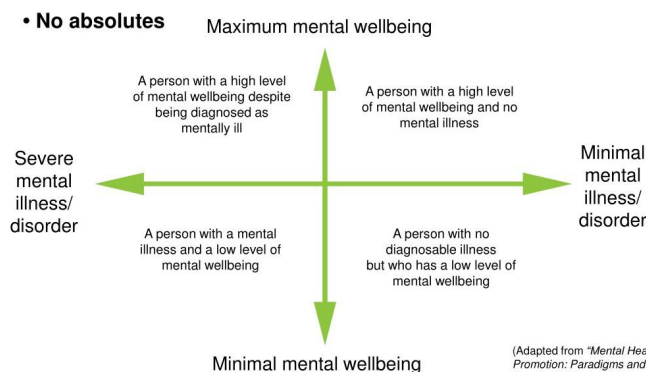 • No absolutes
Maximum mental wellbeing
A person with a high level
of mental wellbeing despite
being diagnosed as
mentally ill
A person with a high level
of mental wellbeing and no
mental illness
Severe
mental
illness/
disorder
Minimal
mental
illness/
disorder
A person with a mental
illness and a low level of
mental wellbeing
A person with no
diagnosable illness
but who has a low level of
mental wellbeing
Minimal mental wellbeing
(Adapted from "Mental Hea
Promotion: Paradigms and